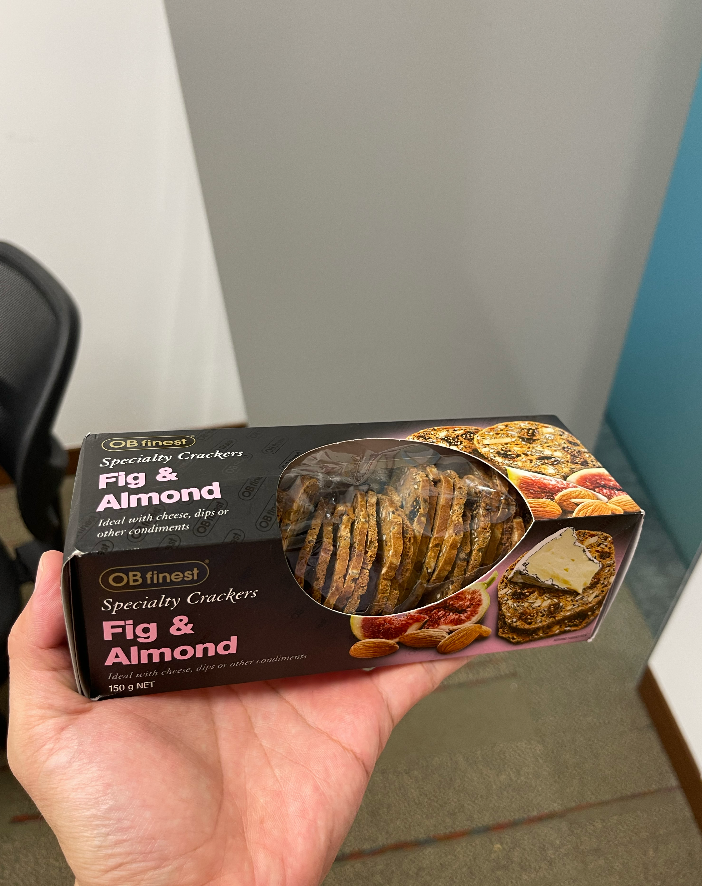 OB finest
Specialty Crackers
Fig &
Almond
Ideal with cheese, dips or
other condiments
OB finest
Specialty Crackers
Fig &
Almond
Ideal with cheese, dips or other condiments
150 g NET